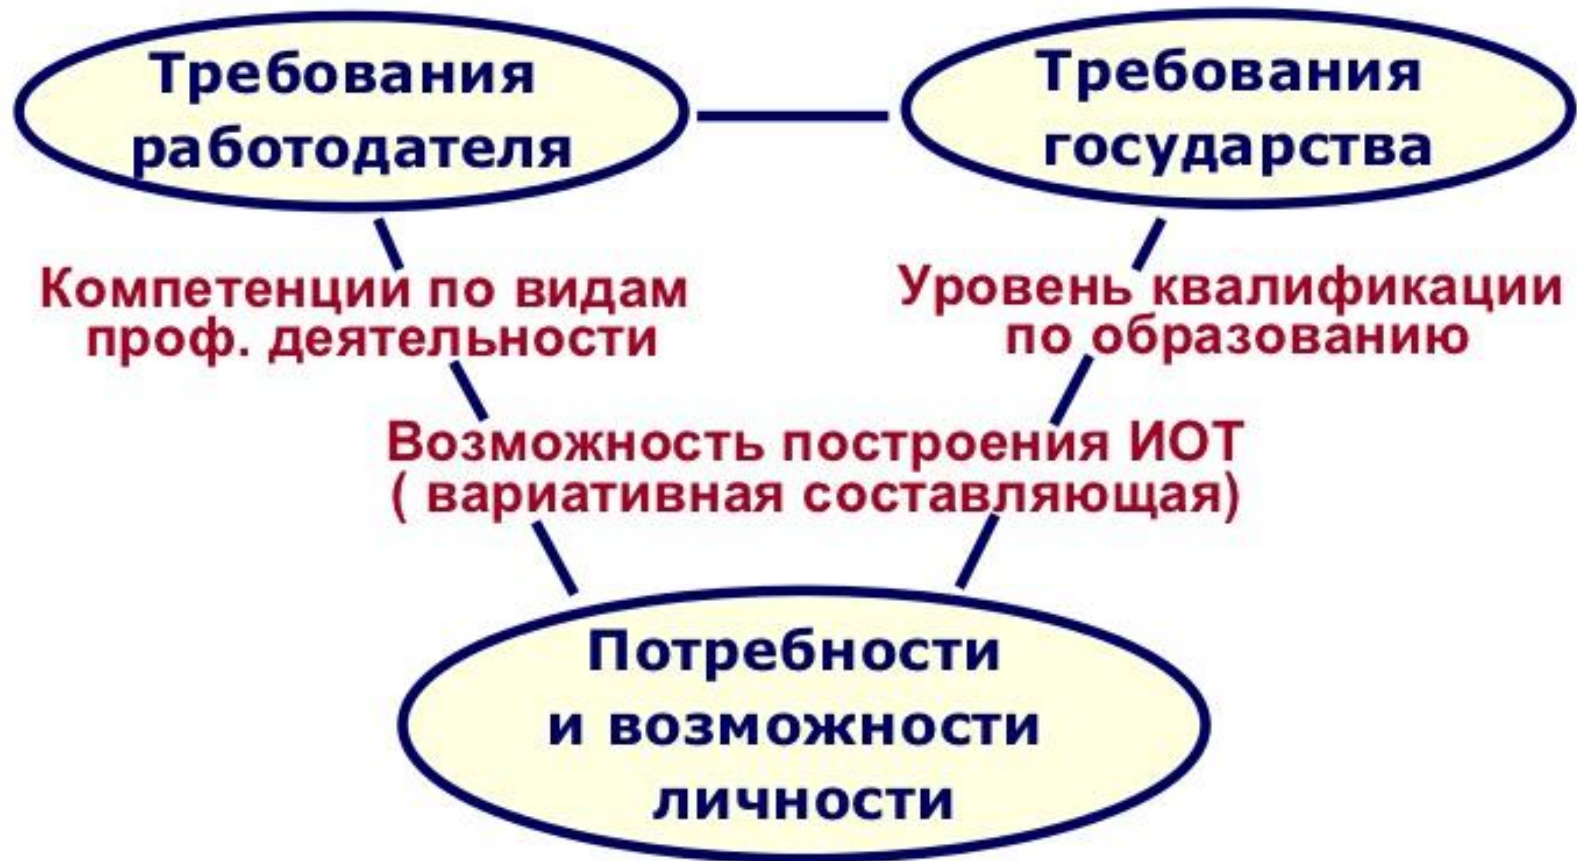 Требования
работодателя
Требования
государства
Компетенции по видам
проф. деятельности
Уровень квалификации
по образованию
Возможность построения ИОТ
( вариативная составляющая)
Потребности
и возможности
личности